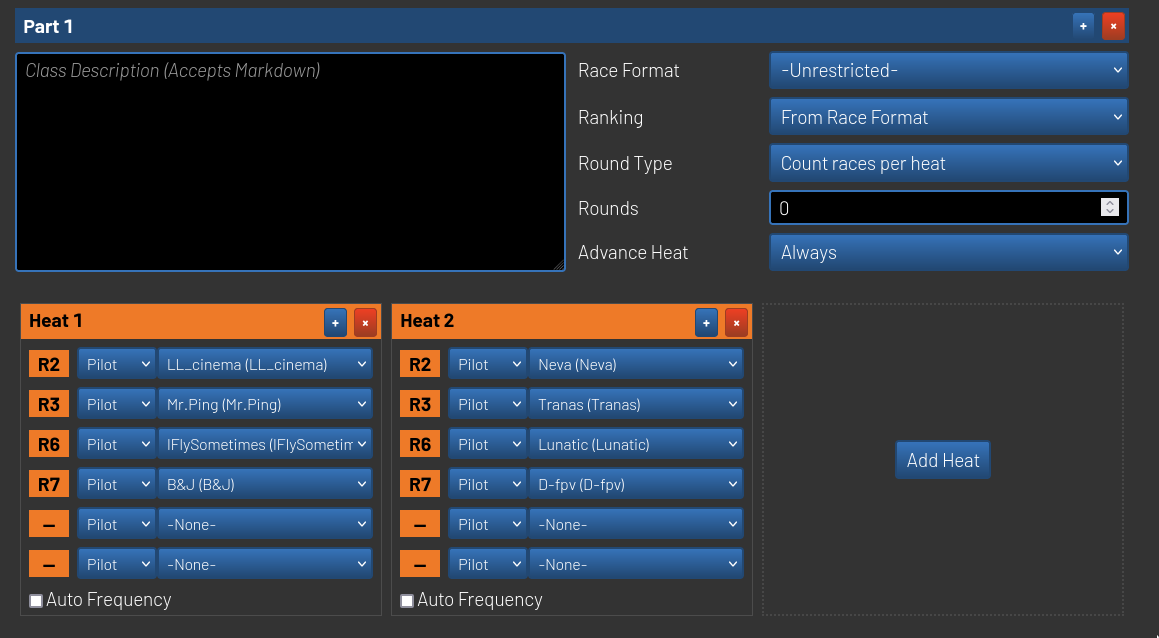 Part 1
+ ×
Class Description (Accepts Markdown)
Race Format
-Unrestricted-
Ranking
From Race Format
Round Type
Count races per heat
Rounds
0
Advance Heat
Always
Heat 1
+ ×
R2 Pilot LL_cinema (LL_cinema)
R3 Pilot Mr.Ping (Mr.Ping)
R6 Pilot IFlySometimes (IFlySometim
R7 Pilot B&J (B&J)
— Pilot -None-
— Pilot -None-
Auto Frequency
Heat 2
+ ×
R2 Pilot Neva (Neva)
R3 Pilot Tranas (Tranas)
R6 Pilot Lunatic (Lunatic)
R7 Pilot D-fpv (D-fpv)
— Pilot -None-
— Pilot -None-
Auto Frequency
Add Heat